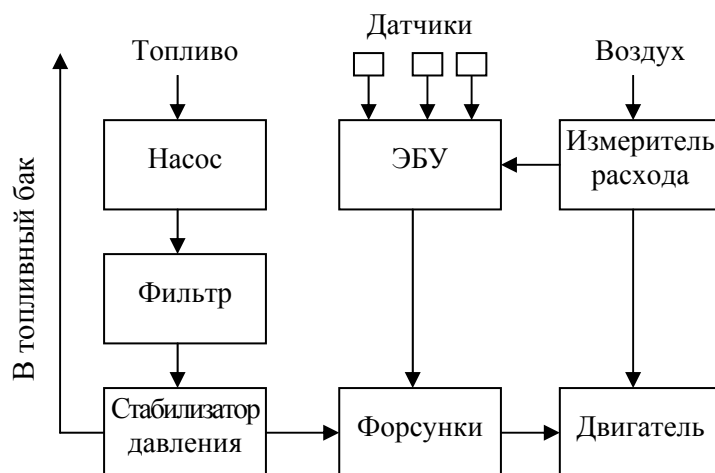 Датчики
Топливо
Воздух
Насос
ЭБУ
Измеритель
расхода
В топливный бак
Фильтр
Стабилизатор
давления
Форсунки
Двигатель